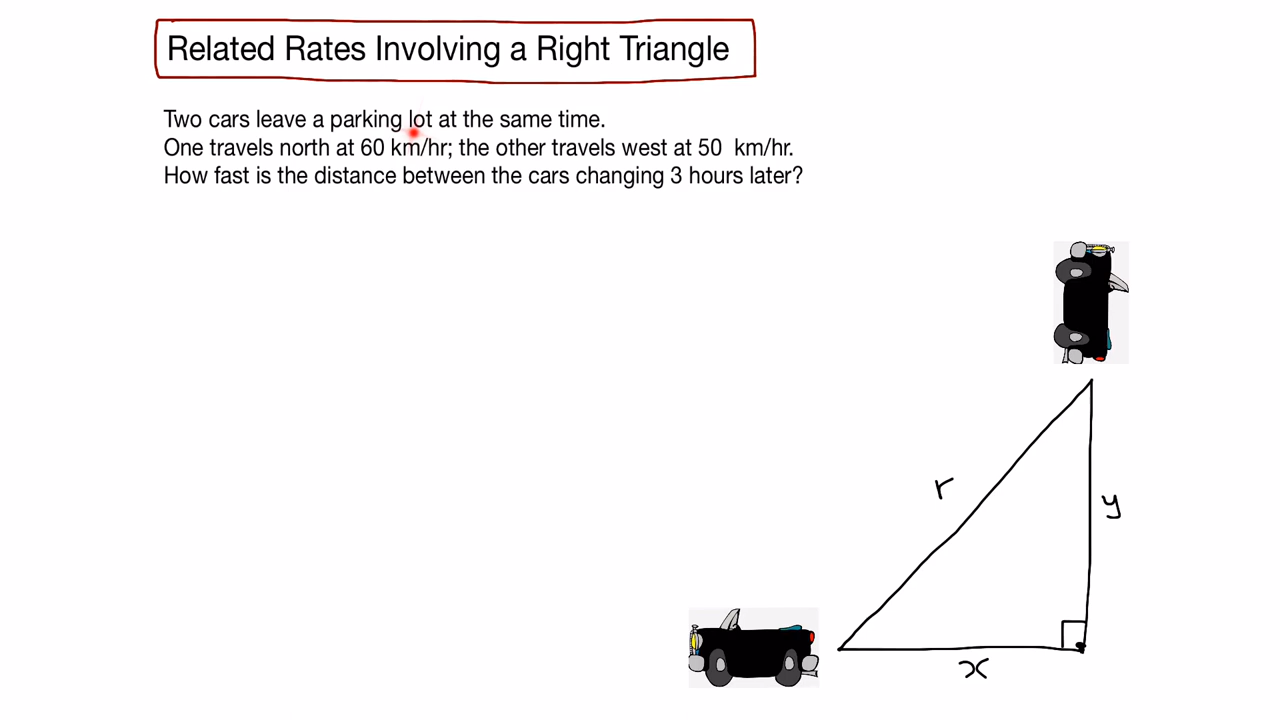 Related Rates Involving a Right Triangle
Two cars leave a parking lot at the same time.
One travels north at 60 km/hr; the other travels west at 50 km/hr.
How fast is the distance between the cars changing 3 hours later?
r
y
x